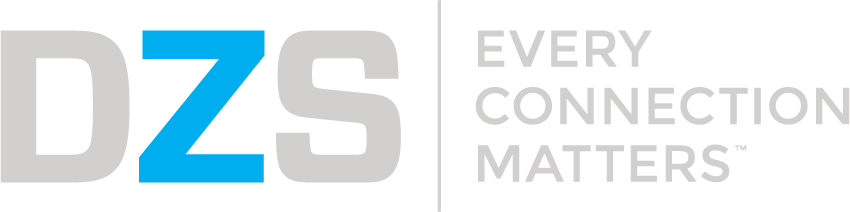 DZS
EVERY
CONNECTION
MATTERS™